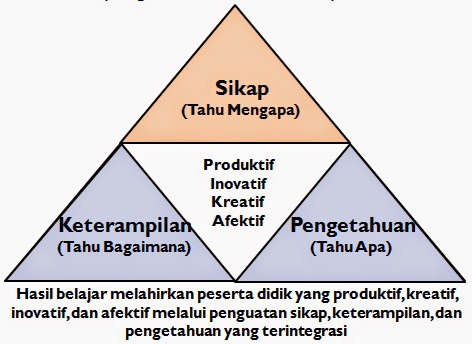 Sikap
(Tahu Mengapa)
Produktif
Inovatif
Kreatif
Afektif
Keterampilan
(Tahu Bagaimana)
Pengetahuan
(Tahu Apa)
Hasil belajar melahirkan peserta didik yang produktif, kreatif,
inovatif, dan afektif melalui penguatan sikap, keterampilan, dan
pengetahuan yang terintegrasi